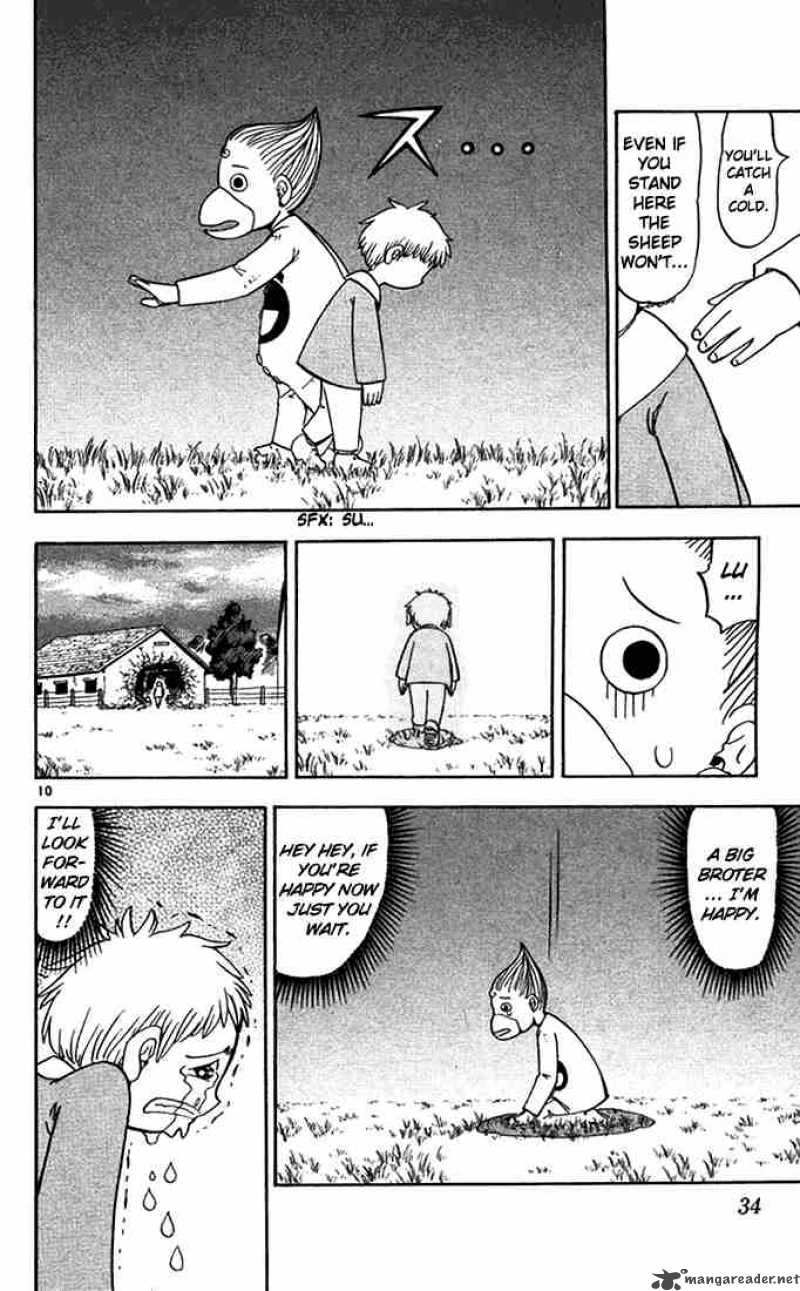 YOU'LL
CATCH
A
COLD.
EVEN IF
YOU
STAND
HERE
THE
SHEEP
WON'T...
ス...
SFX: SU...
LU
...
10
A BIG
BROTER
... I'M
HAPPY.
HEY HEY, IF
YOU'RE
HAPPY NOW
JUST YOU
WAIT.
I'LL
LOOK
FOR-
WARD
TO IT
!!
34
mangareader.net